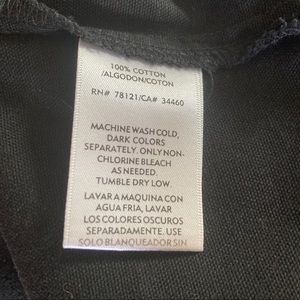 100% COTTON
/ALGODON/COTON
RN# 78121/CA# 34460
MACHINE WASH COLD,
DARK COLORS
SEPARATELY. ONLY NON-
CHLORINE BLEACH
AS NEEDED.
TUMBLE DRY LOW.
LAVAR A MAQUINA CON
AGUA FRIA, LAVAR
LOS COLORES OSCUROS
SEPARADAMENTE. USE
SOLO BLANQUEADOR SIN